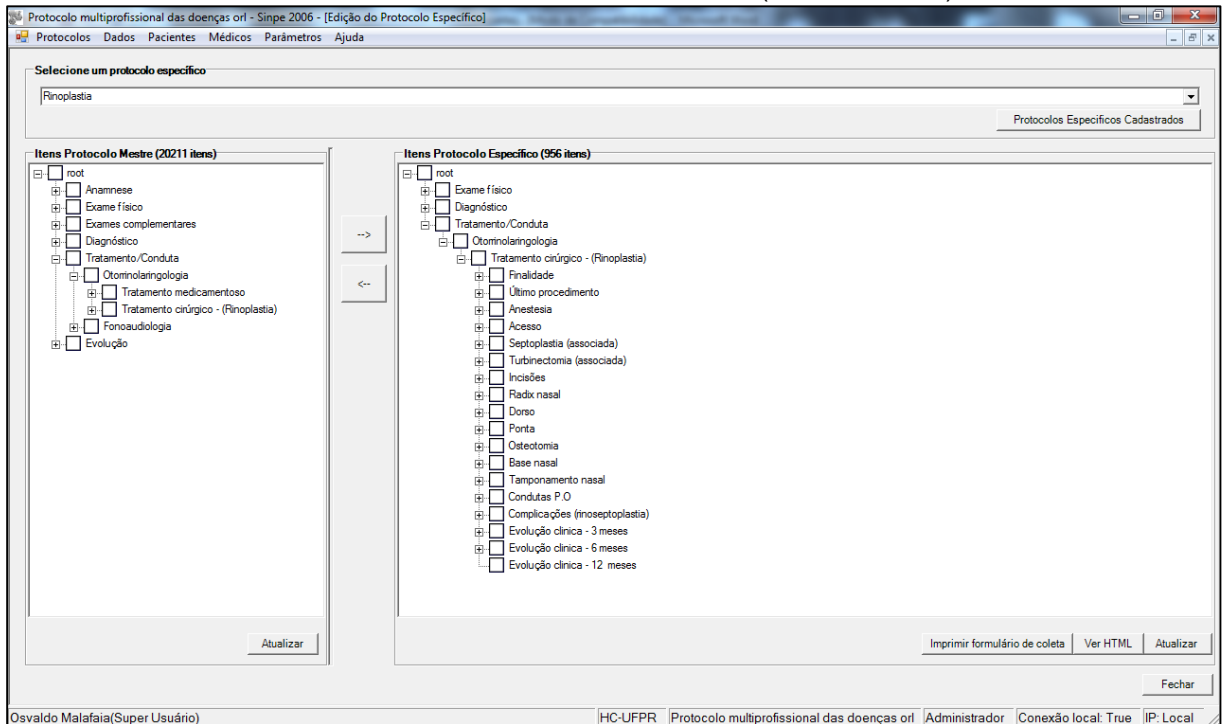 Protocolo multiprofissional das doenças orl - Sinpe 2006 - [Edição do Protocolo Específico]
Protocolos Dados Pacientes Médicos Parâmetros Ajuda
Selecione um protocolo específico
Rinoplastia
Protocolos Especificos Cadastrados
Itens Protocolo Mestre (20211 itens)
root
Anamnese
Exame físico
Exames complementares
Diagnóstico
Tratamento/Conduta
Otorrinolaringologia
Tratamento medicamentoso
Tratamento cirúrgico - (Rinoplastia)
Fonoaudiologia
Evolução
Atualizar
-->
<--
Itens Protocolo Específico (956 itens)
root
Exame físico
Diagnóstico
Tratamento/Conduta
Otorrinolaringologia
Tratamento cirúrgico - (Rinoplastia)
Finalidade
Último procedimento
Anestesia
Acesso
Septoplastia (associada)
Turbinectomia (associada)
Incisões
Radix nasal
Dorso
Ponta
Osteotomia
Base nasal
Tamponamento nasal
Condutas P.O
Complicações (rinoseptoplastia)
Evolução clinica - 3 meses
Evolução clinica - 6 meses
Evolução clinica - 12 meses
Imprimir formulário de coleta Ver HTML Atualizar
Fechar
Osvaldo Malafaia(Super Usuário) HC-UFPR Protocolo multiprofissional das doenças orl Administrador Conexão local: True IP: Local